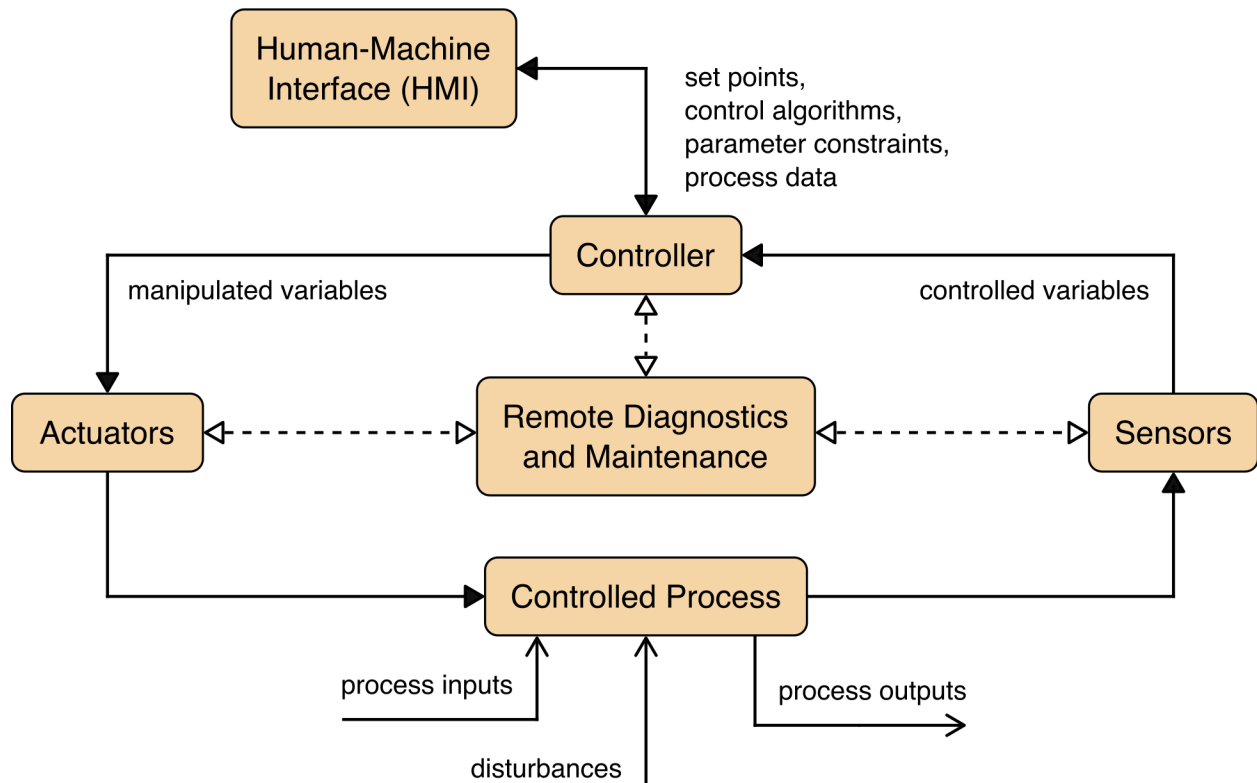 Human-Machine
Interface (HMI)
set points,
control algorithms,
parameter constraints,
process data
Controller
manipulated variables
controlled variables
Actuators
Remote Diagnostics
and Maintenance
Sensors
Controlled Process
process inputs
process outputs
disturbances